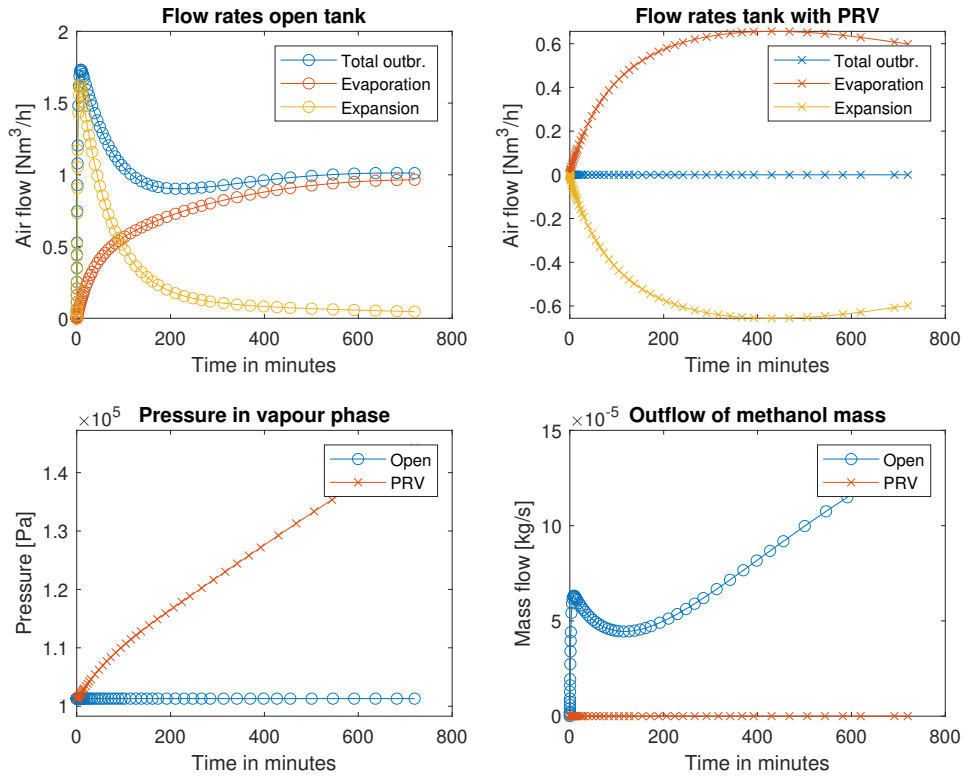 Flow rates open tank
2
1.5
1
0.5
0
Air flow [Nm³/h]
Total outbr.
Evaporation
Expansion
0 200 400 600 800
Time in minutes
Flow rates tank with PRV
0.6
0.4
0.2
0
-0.2
-0.4
-0.6
Air flow [Nm³/h]
Total outbr.
Evaporation
Expansion
0 200 400 600 800
Time in minutes
×10⁵
Pressure in vapour phase
1.4
1.3
1.2
1.1
1
Pressure [Pa]
Open
PRV
0 200 400 600 800
Time in minutes
×10⁻⁵
Outflow of methanol mass
15
10
5
0
Mass flow [kg/s]
Open
PRV
0 200 400 600 800
Time in minutes